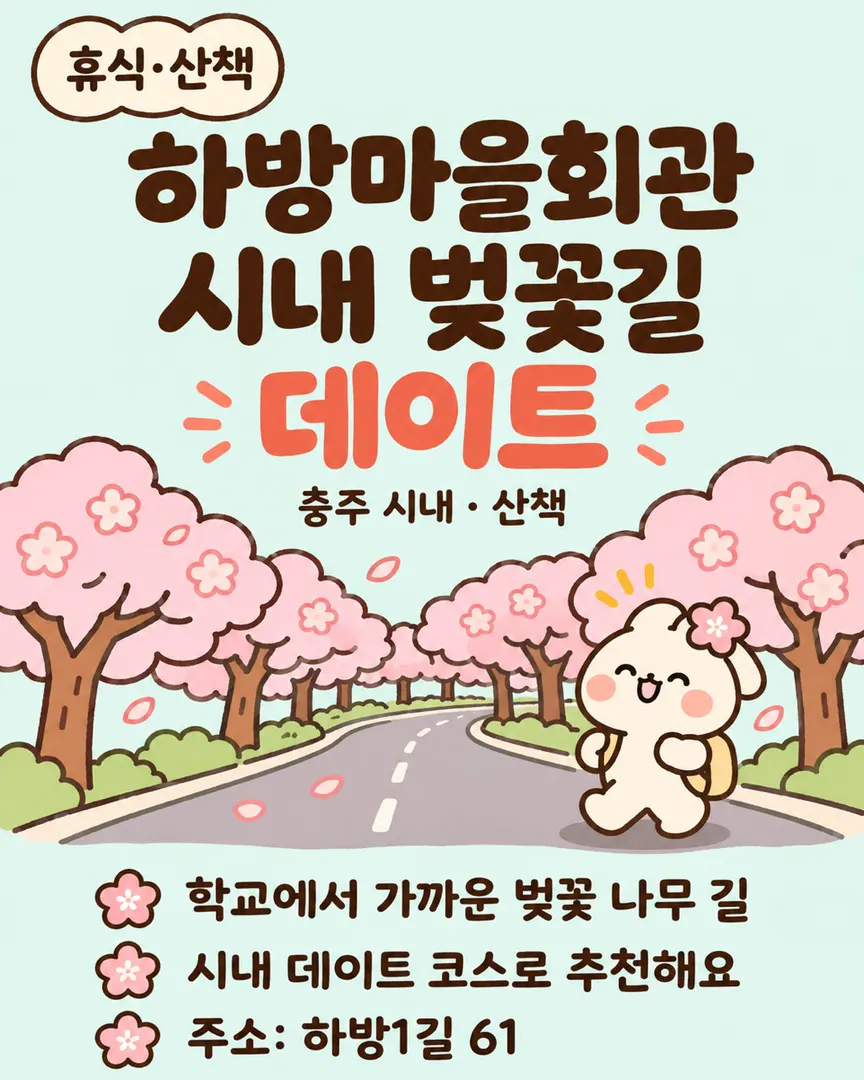 휴식·산책
하방마을회관
시내 벚꽃길
데이트
충주 시내·산책
학교에서 가까운 벚꽃 나무 길
시내 데이트 코스로 추천해요
주소: 하방1길 61